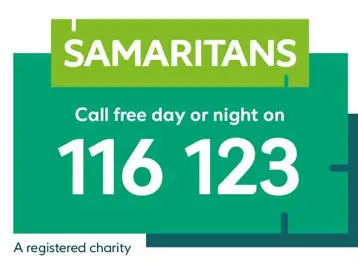 SAMARITANS
Call free day or night on
116 123
A registered charity